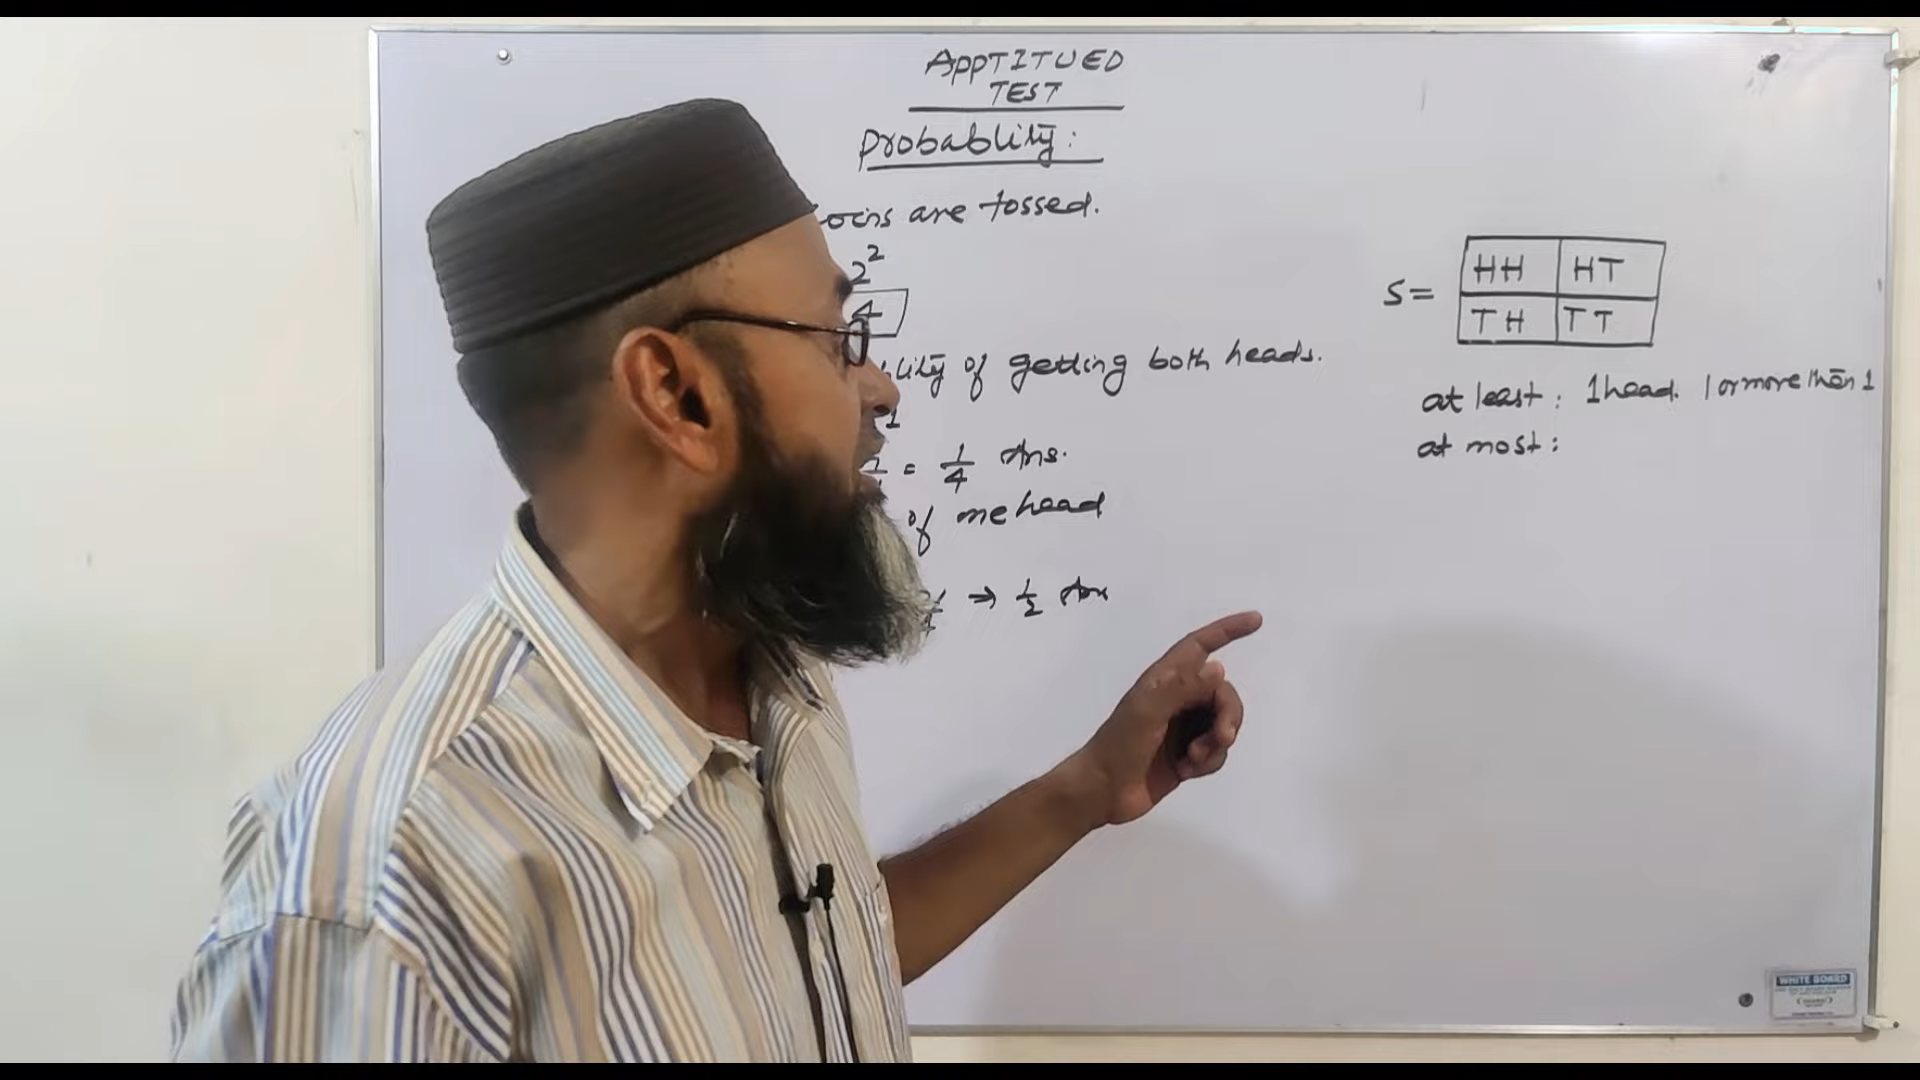 APPTITUED
TEST
Probablity:
oins are tossed.
2²
4
S=
HH HT
TH TT
lity of getting both heads.
at least: 1 head. 1 or more than 1
at most:
1
= 1/4 Ans.
of one head
⇒ 1/2 Ans
WHITE BOARD